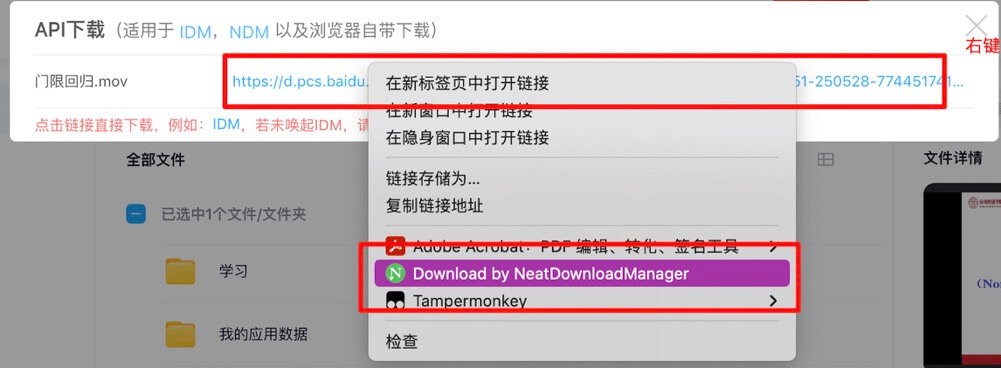 API下载（适用于 IDM，NDM 以及浏览器自带下载）
右键
门限回归.mov
https://d.pcs.baidu. 51-250528-774451741...
点击链接直接下载，例如：IDM，若未唤起IDM，请
在新标签页中打开链接
在新窗口中打开链接
在隐身窗口中打开链接
链接存储为...
复制链接地址
Adobe Acrobat：PDF 编辑、转化、签名工具
Download by NeatDownloadManager
Tampermonkey
检查
全部文件
已选中1个文件/文件夹
学习
我的应用数据
文件详情
（Non